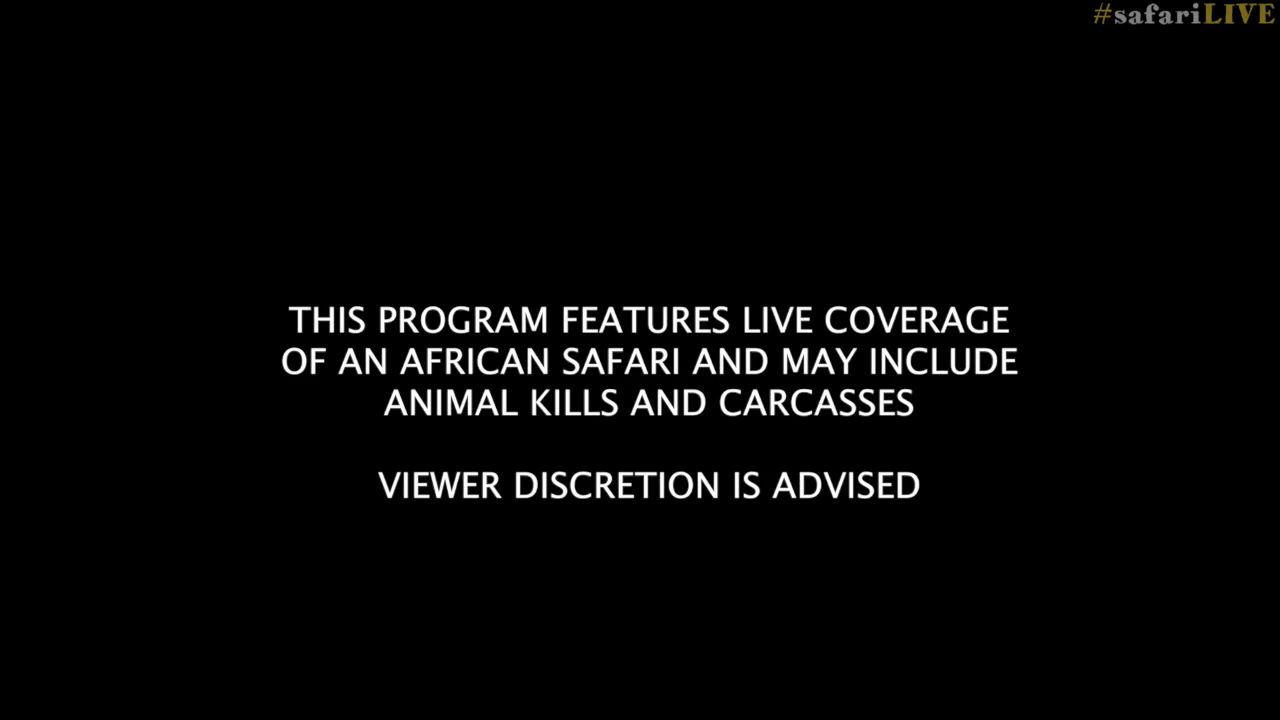 #safariLIVE
THIS PROGRAM FEATURES LIVE COVERAGE
OF AN AFRICAN SAFARI AND MAY INCLUDE
ANIMAL KILLS AND CARCASSES
VIEWER DISCRETION IS ADVISED